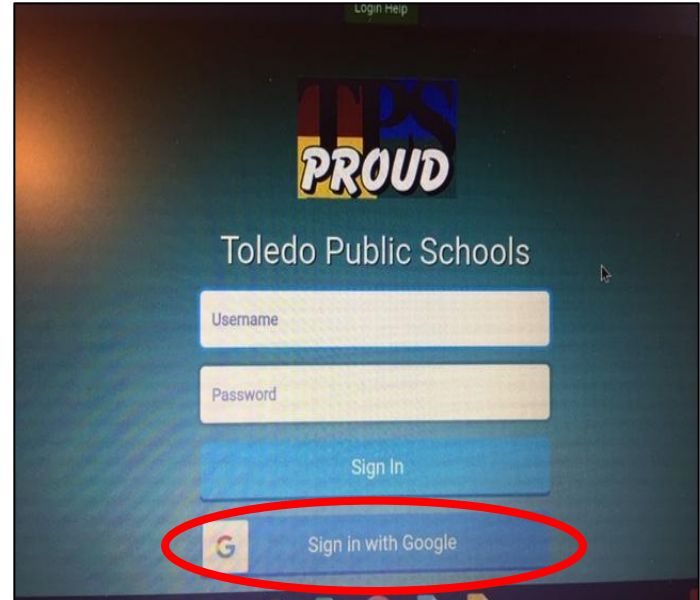 Login Help
TPS
PROUD
Toledo Public Schools
Username
Password
Sign In
G Sign in with Google